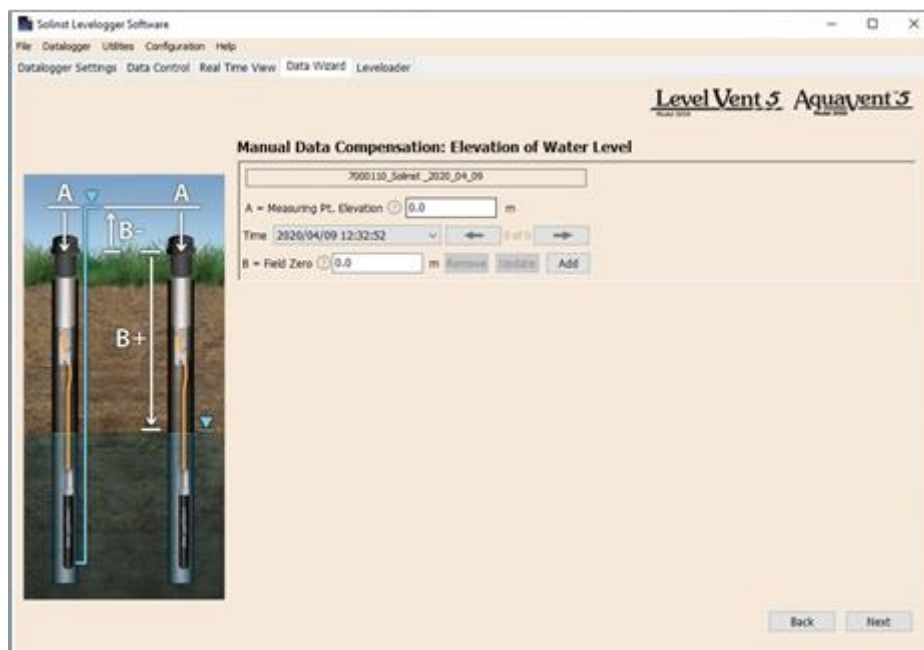 Solinst Levelogger Software
File Datalogger Utilities Configuration Help
Datalogger Settings Data Control Real Time View Data Wizard Leveloader
LevelVent 5 Aquavent 5
Manual Data Compensation: Elevation of Water Level
7000110_Solinst _2020_04_09
A = Measuring Pt. Elevation ? 0.0 m
Time 2020/04/09 12:32:52
B = Field Zero ? 0.0 m Remove Update Add
A A
B-
B+
Back Next